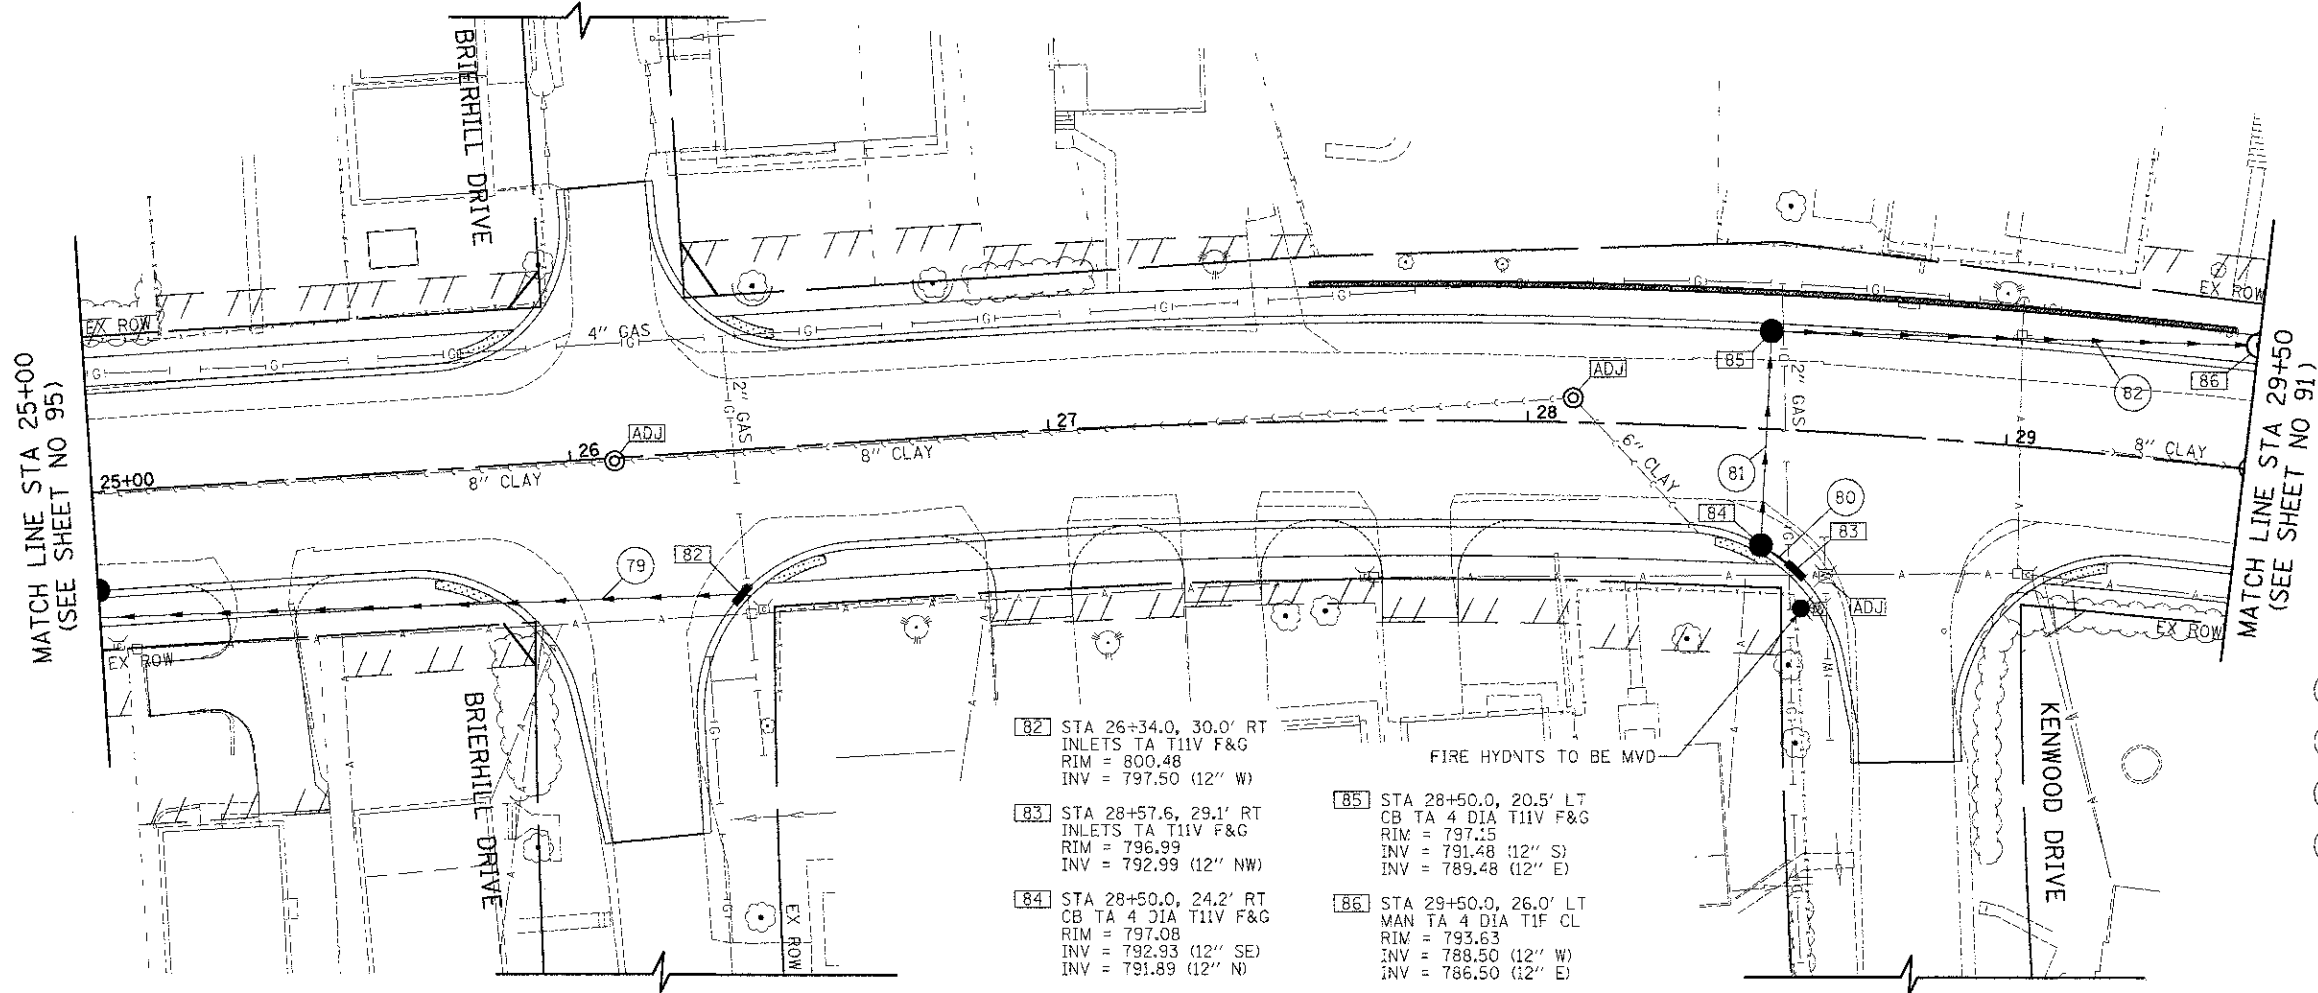 BRIERHILL DRIVE
MATCH LINE STA 25+00
(SEE SHEET NO 95)
MATCH LINE STA 29+50
(SEE SHEET NO 91)
EX ROW
EX ROW
4" GAS
2" GAS
2" GAS
ADJ
ADJ
85
86
82
25+00
26
27
28
29
8" CLAY
8" CLAY
8" CLAY
6" CLAY
81
80
84
83
79
82
ADJ
EX ROW
EX ROW
EX ROW
BRIERHILL DRIVE
KENWOOD DRIVE
FIRE HYDNTS TO BE MVD
82 STA 26+34.0, 30.0' RT
INLETS TA T11V F&G
RIM = 800.48
INV = 797.50 (12" W)
83 STA 28+57.6, 29.1' RT
INLETS TA T11V F&G
RIM = 796.99
INV = 792.99 (12" NW)
84 STA 28+50.0, 24.2' RT
CB TA 4 DIA T11V F&G
RIM = 797.08
INV = 792.93 (12" SE)
INV = 791.89 (12" N)
85 STA 28+50.0, 20.5' LT
CB TA 4 DIA T11V F&G
RIM = 797.15
INV = 791.48 (12" S)
INV = 789.48 (12" E)
86 STA 29+50.0, 26.0' LT
MAN TA 4 DIA T1F CL
RIM = 793.63
INV = 788.50 (12" W)
INV = 786.50 (12" E)